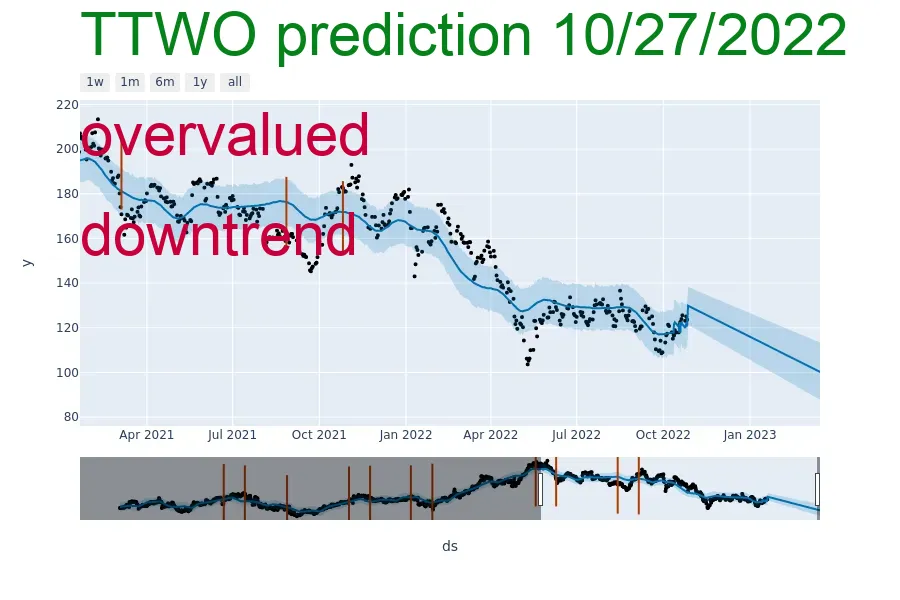 TTWO prediction 10/27/2022
1w 1m 6m 1y all
220
overvalued
200
180
160
downtrend
y
140
120
100
80
Apr 2021 Jul 2021 Oct 2021 Jan 2022 Apr 2022 Jul 2022 Oct 2022 Jan 2023
ds